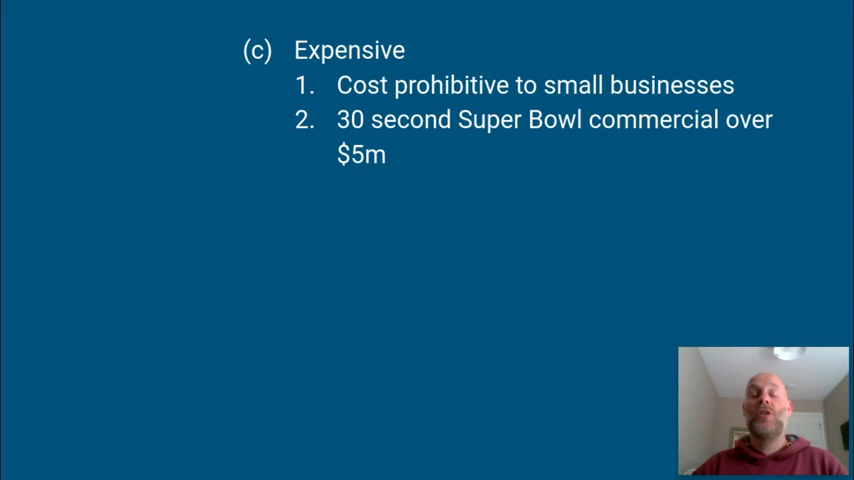 (c) Expensive
1. Cost prohibitive to small businesses
2. 30 second Super Bowl commercial over
$5m